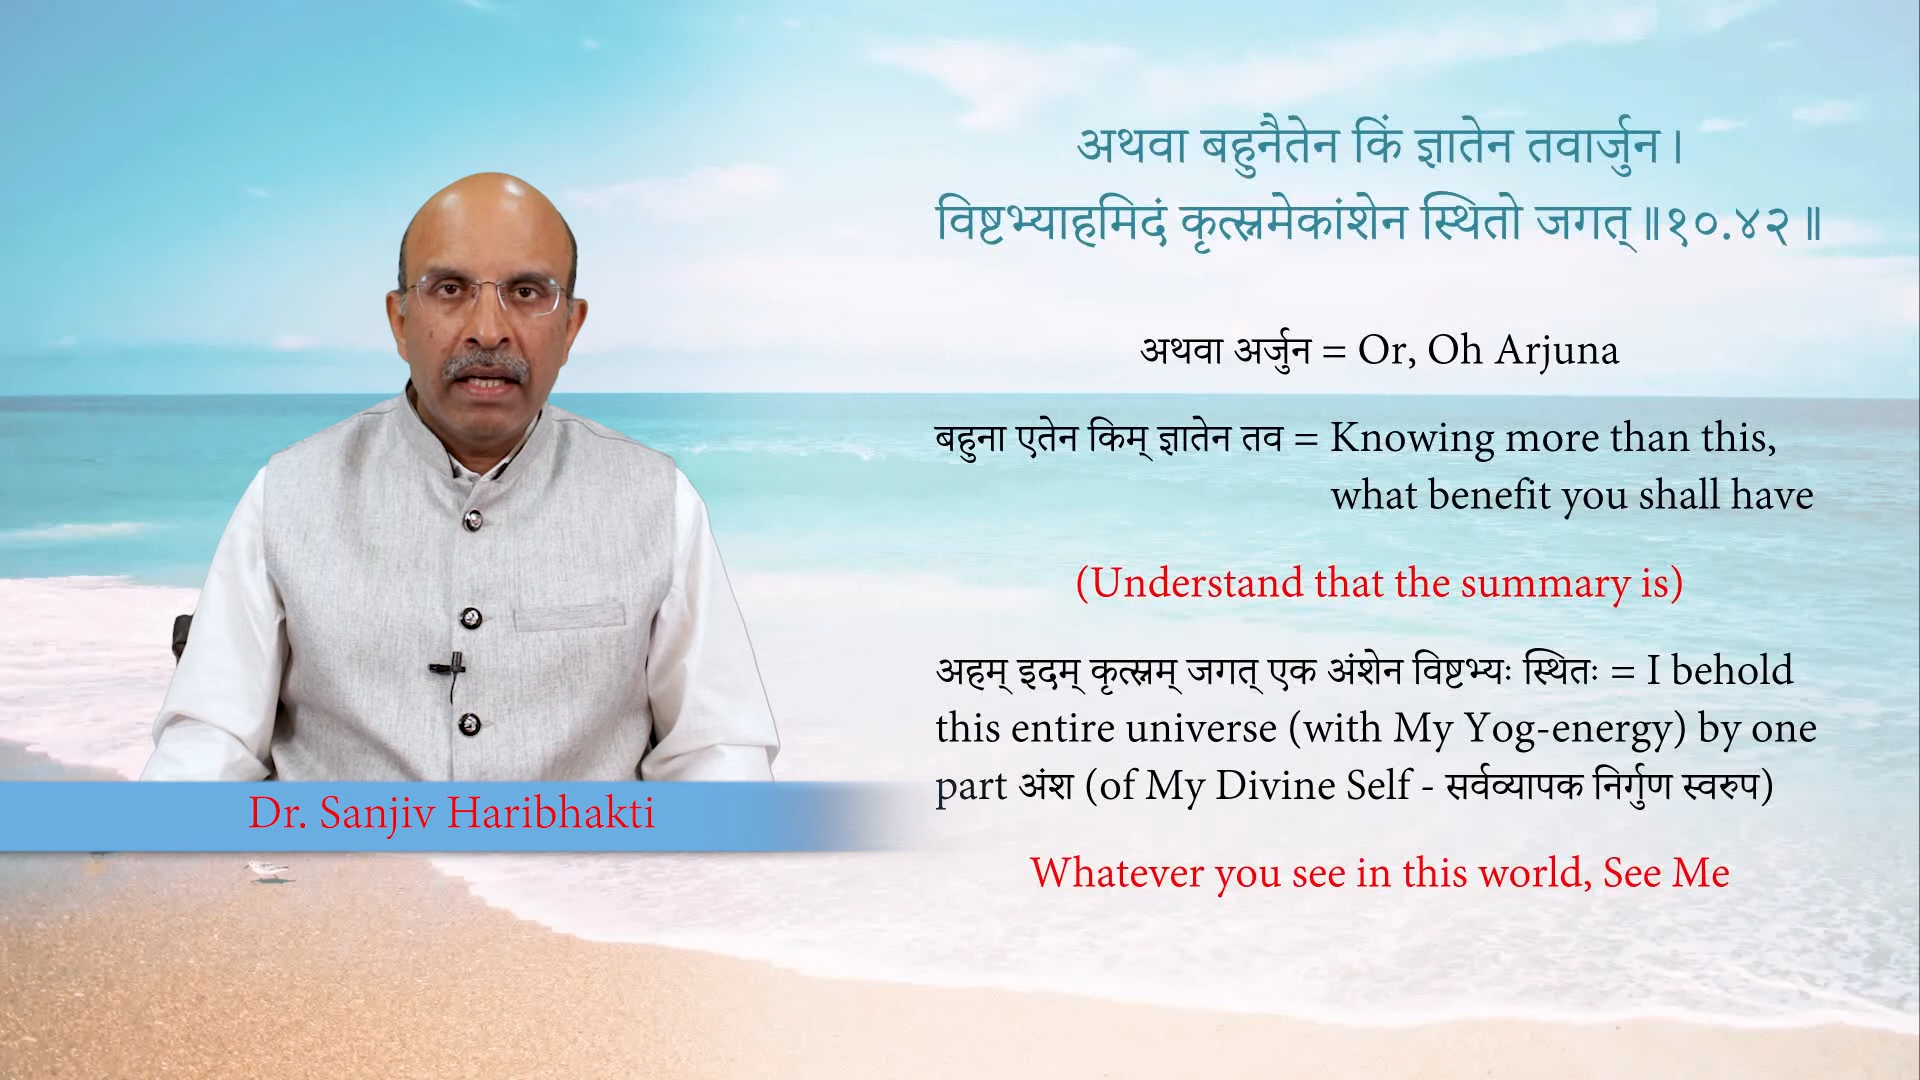 अथवा बहुनैतेन किं ज्ञातेन तवार्जुन।
विष्टभ्याहमिदं कृत्स्नमेकांशेन स्थितो जगत्॥१०.४२॥
अथवा अर्जुन = Or, Oh Arjuna
बहुना एतेन किम् ज्ञातेन तव = Knowing more than this,
what benefit you shall have
(Understand that the summary is)
अहम् इदम् कृत्स्नम् जगत् एक अंशेन विष्टभ्यः स्थितः = I behold
this entire universe (with My Yog-energy) by one
part अंश (of My Divine Self - सर्वव्यापक निर्गुण स्वरुप)
Whatever you see in this world, See Me
Dr. Sanjiv Haribhakti